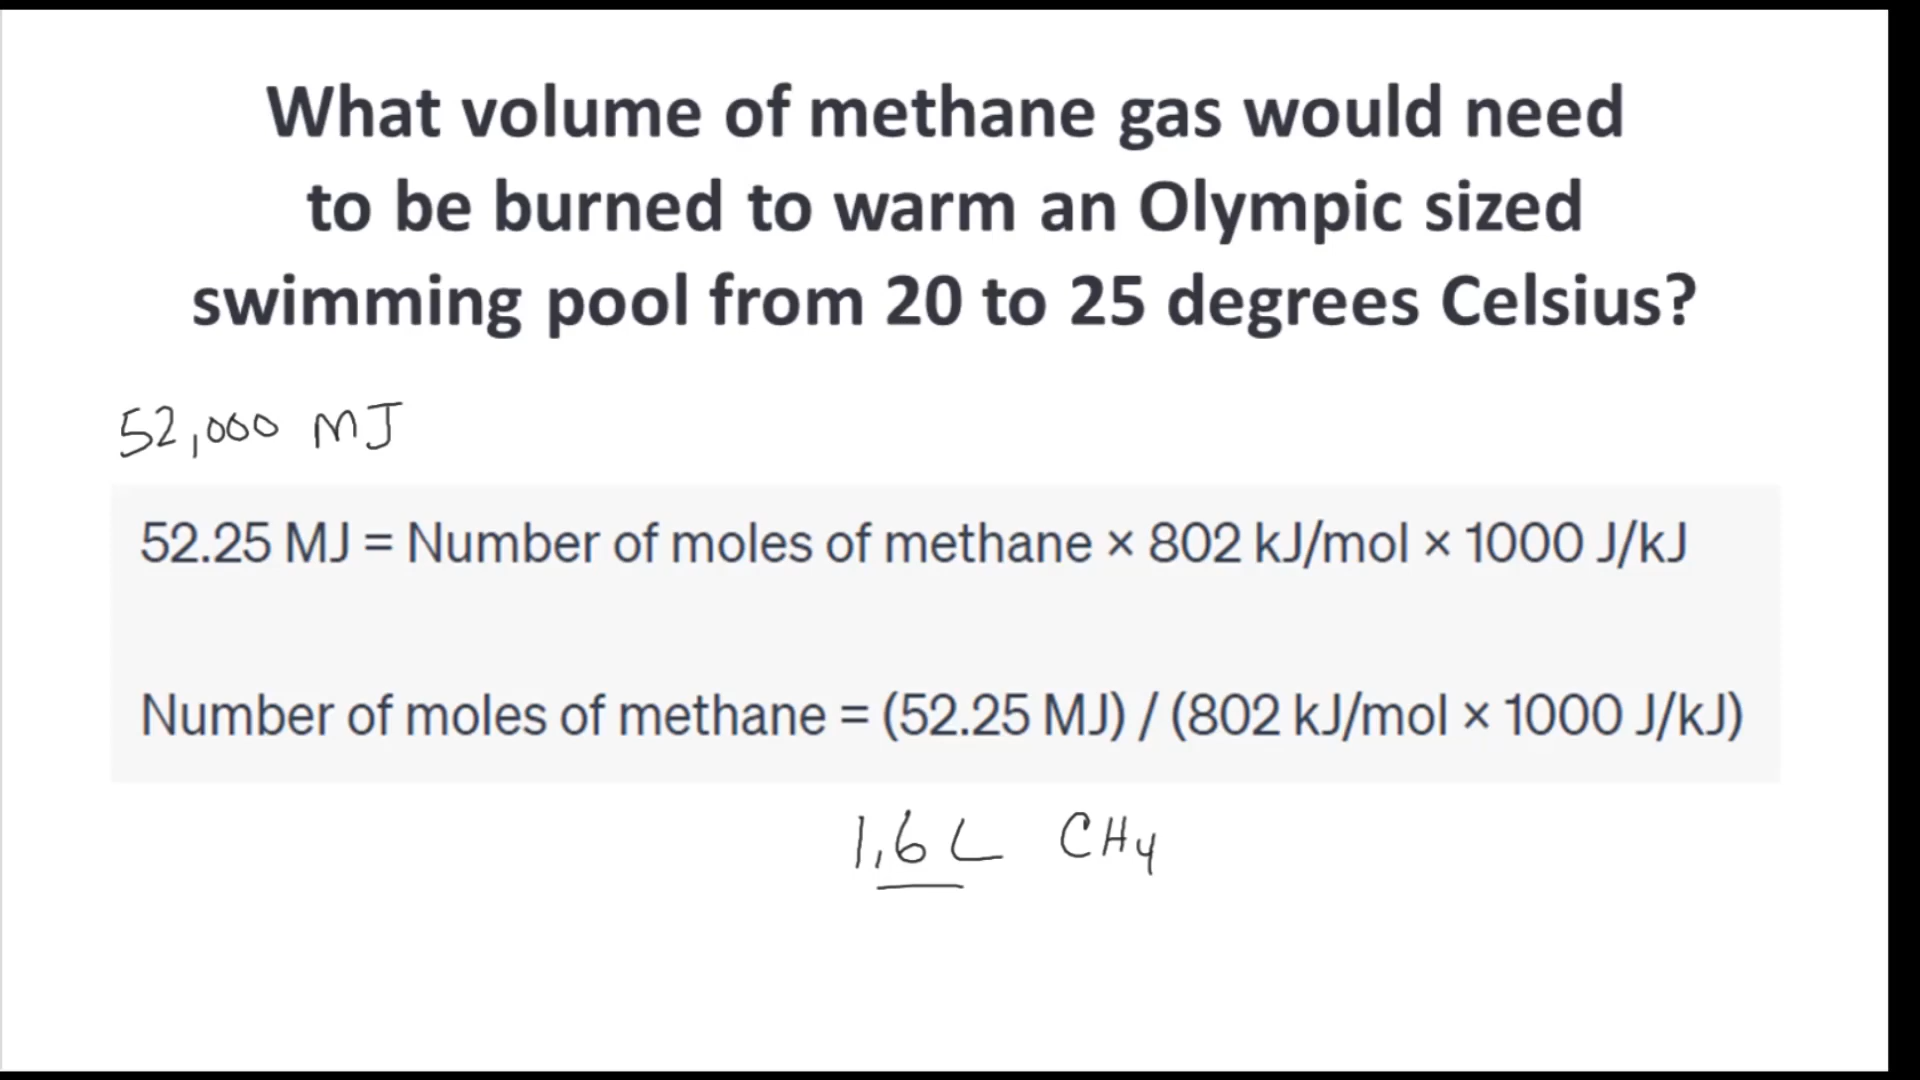 What volume of methane gas would need
to be burned to warm an Olympic sized
swimming pool from 20 to 25 degrees Celsius?
52,000 MJ
52.25 MJ = Number of moles of methane × 802 kJ/mol × 1000 J/kJ
Number of moles of methane = (52.25 MJ) / (802 kJ/mol × 1000 J/kJ)
1.6 L CH4